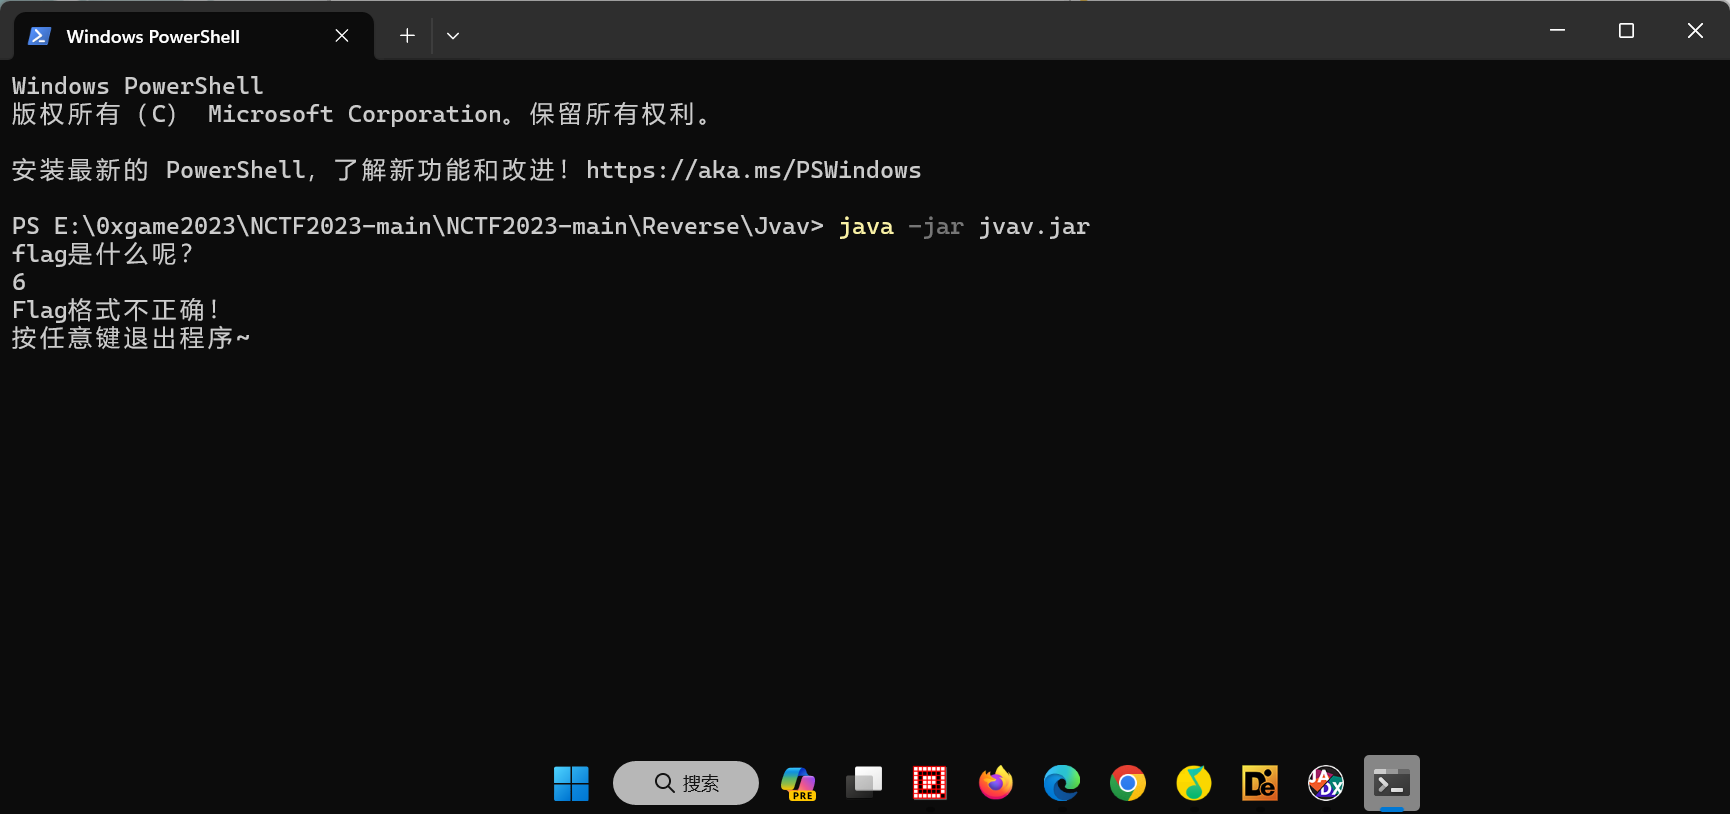 Windows PowerShell
Windows PowerShell
版权所有（C） Microsoft Corporation。保留所有权利。
安装最新的 PowerShell，了解新功能和改进！https://aka.ms/PSWindows
PS E:\0xgame2023\NCTF2023-main\NCTF2023-main\Reverse\Jvav> java -jar jvav.jar
flag是什么呢？
6
Flag格式不正确！
按任意键退出程序~
搜索
PRE
De
JADX